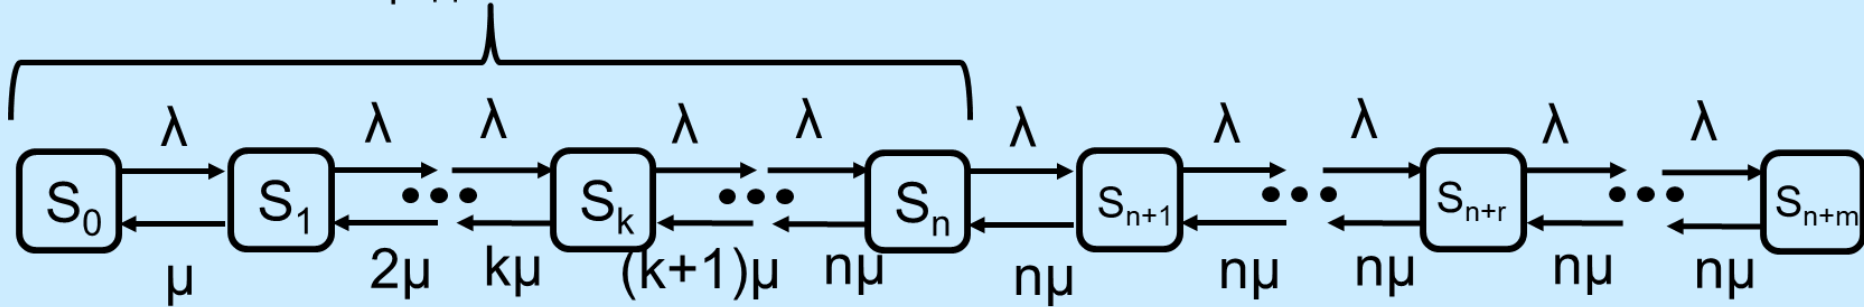 λ λ λ λ λ λ λ λ λ λ
S₀ S₁ ••• Sₖ ••• Sₙ Sₙ₊₁ ••• Sₙ₊ᵣ ••• Sₙ₊ₘ
μ 2μ kμ (k+1)μ nμ nμ nμ nμ nμ nμ